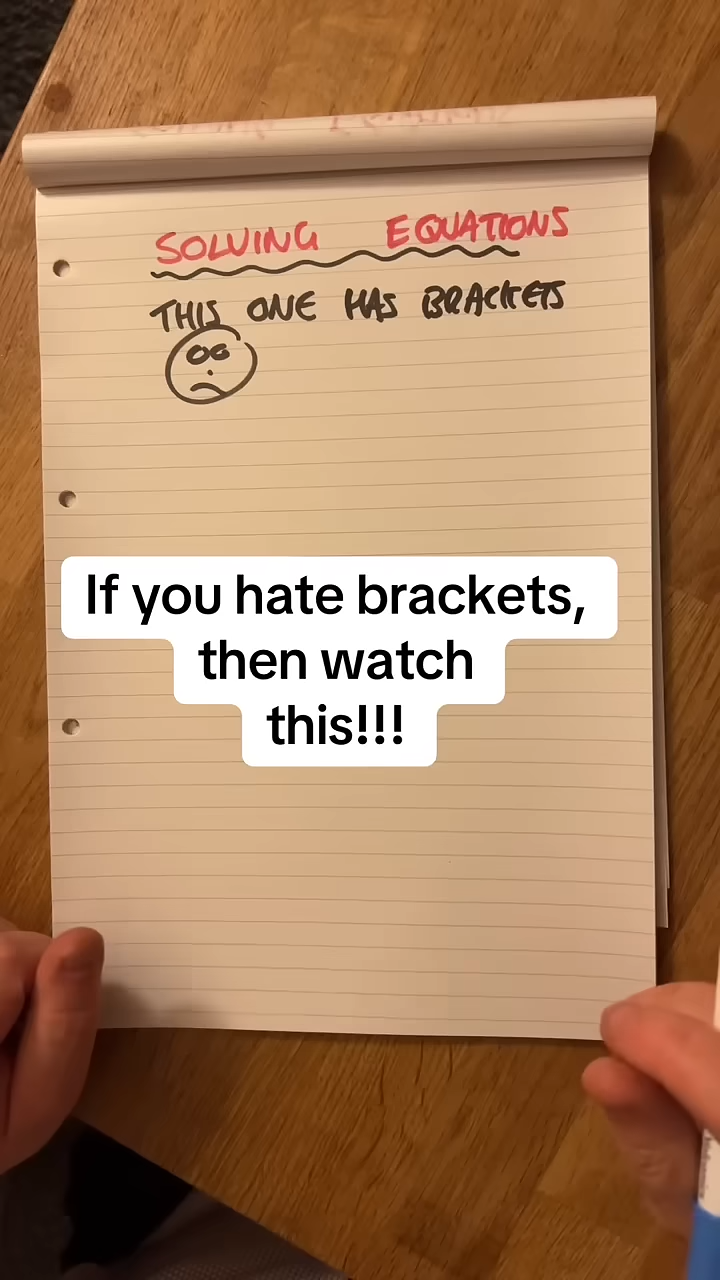 SOLVING EQUATIONS
THIS ONE HAS BRACKETS
If you hate brackets,
then watch
this!!!